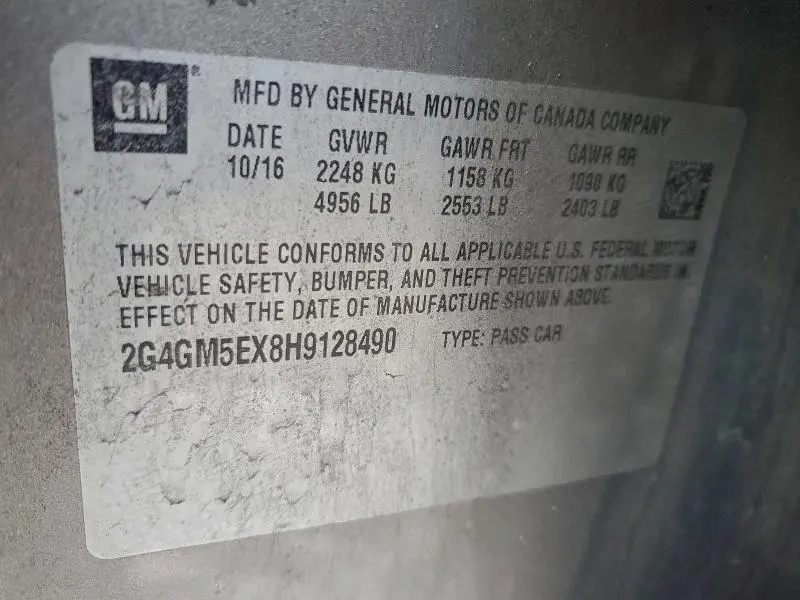 GM®
MFD BY GENERAL MOTORS OF CANADA COMPANY
DATE GVWR GAWR FRT GAWR RR
10/16 2248 KG 1158 KG 1090 KG
4956 LB 2553 LB 2403 LB
THIS VEHICLE CONFORMS TO ALL APPLICABLE U.S. FEDERAL MOTOR
VEHICLE SAFETY, BUMPER, AND THEFT PREVENTION STANDARDS IN
EFFECT ON THE DATE OF MANUFACTURE SHOWN ABOVE.
2G4GM5EX8H9128490 TYPE: PASS CAR